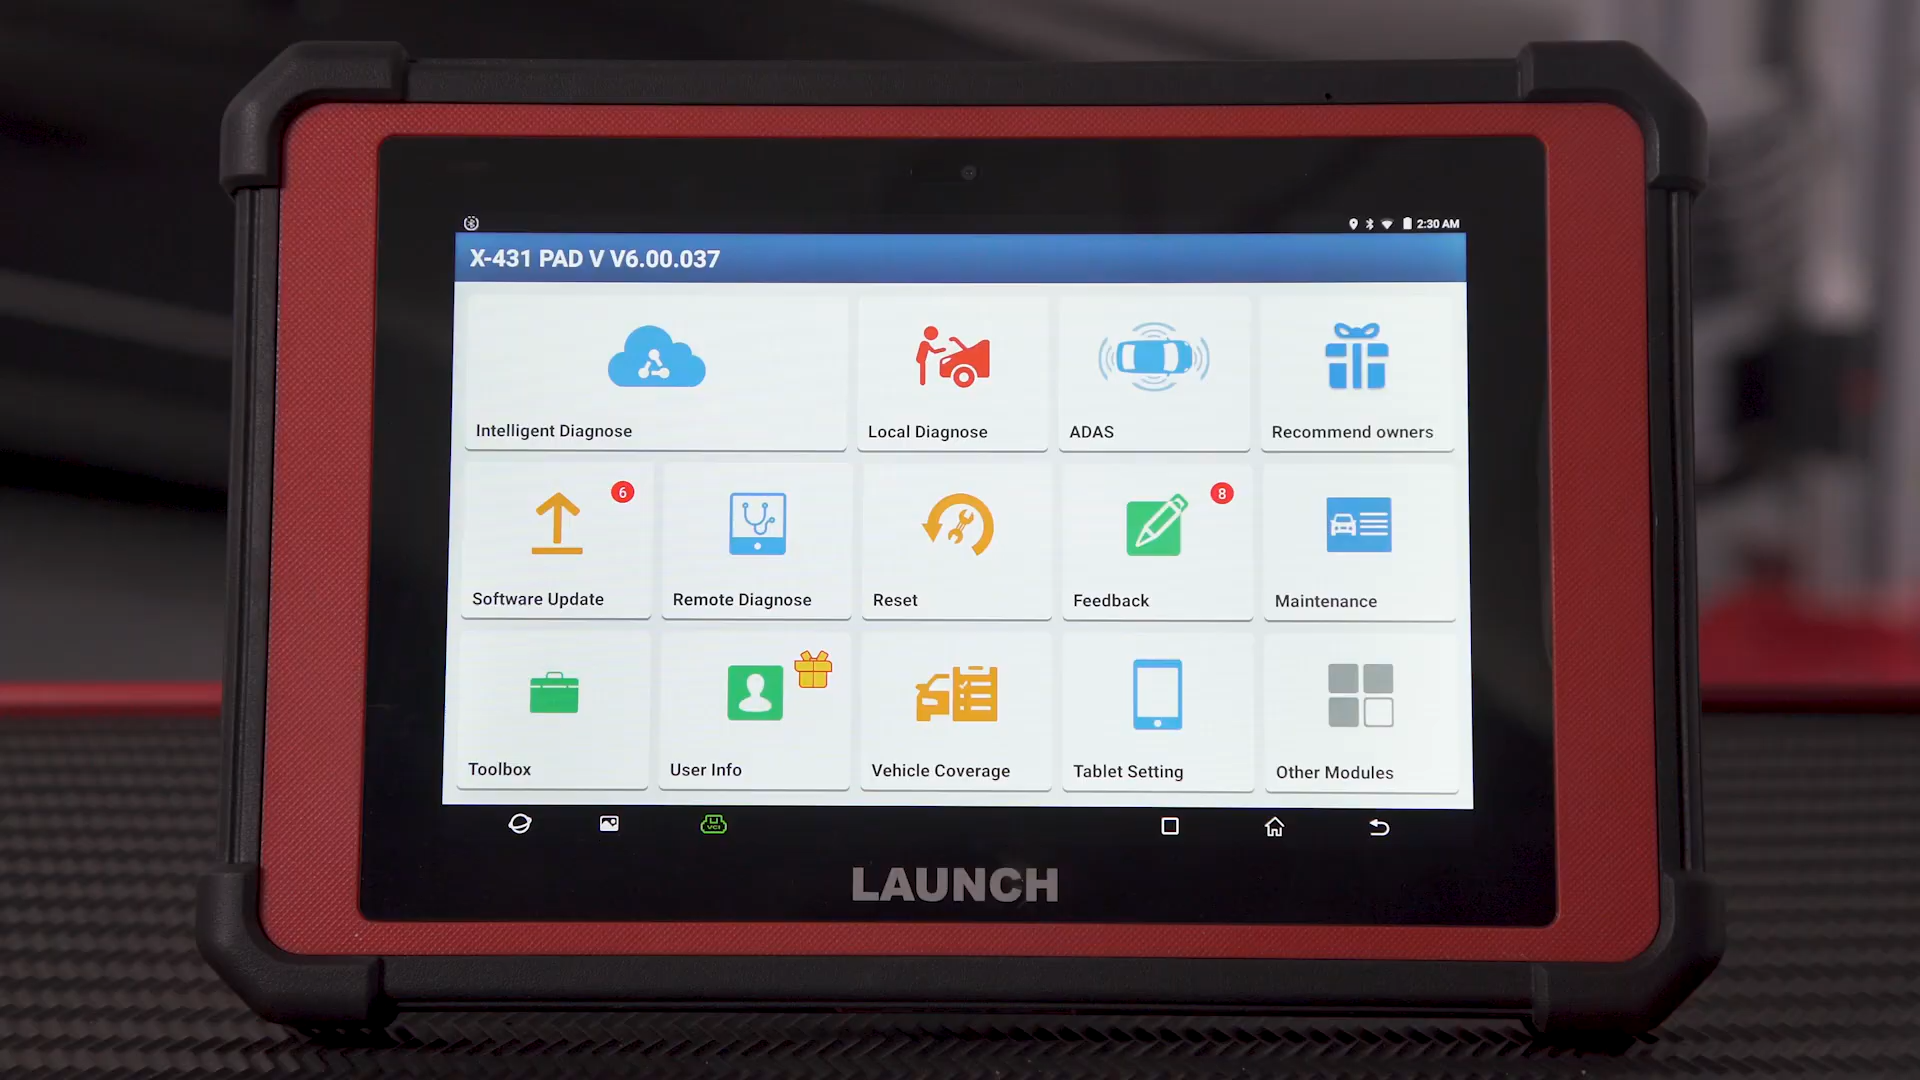 2:30 AM
X-431 PAD V V6.00.037
Intelligent Diagnose
Local Diagnose
ADAS
Recommend owners
6
8
Software Update
Remote Diagnose
Reset
Feedback
Maintenance
Toolbox
User Info
Vehicle Coverage
Tablet Setting
Other Modules
VCI
LAUNCH